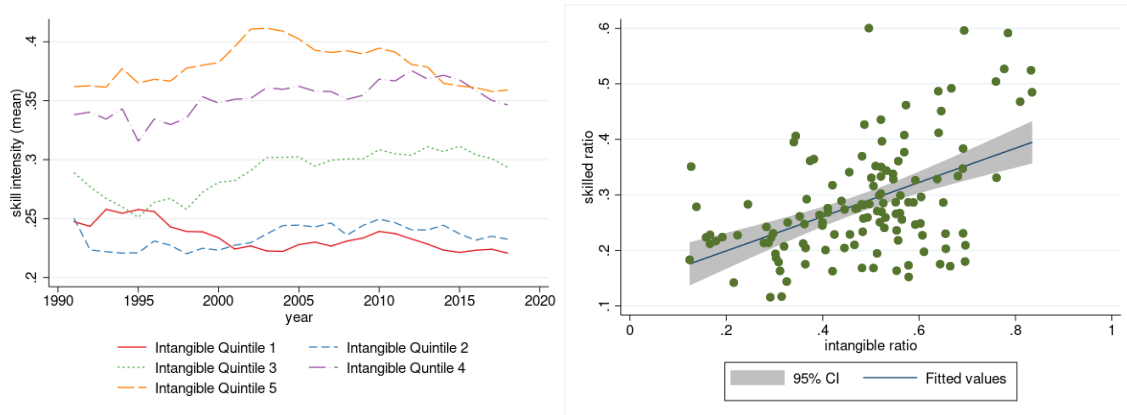 skill intensity (mean)
.4
.35
.3
.25
.2
1990 1995 2000 2005 2010 2015 2020
year
Intangible Quintile 1 Intangible Quintile 2
Intangible Quintile 3 Intangible Quntile 4
Intangible Quintile 5
skilled ratio
.6
.5
.4
.3
.2
.1
0 .2 .4 .6 .8 1
intangible ratio
95% CI Fitted values